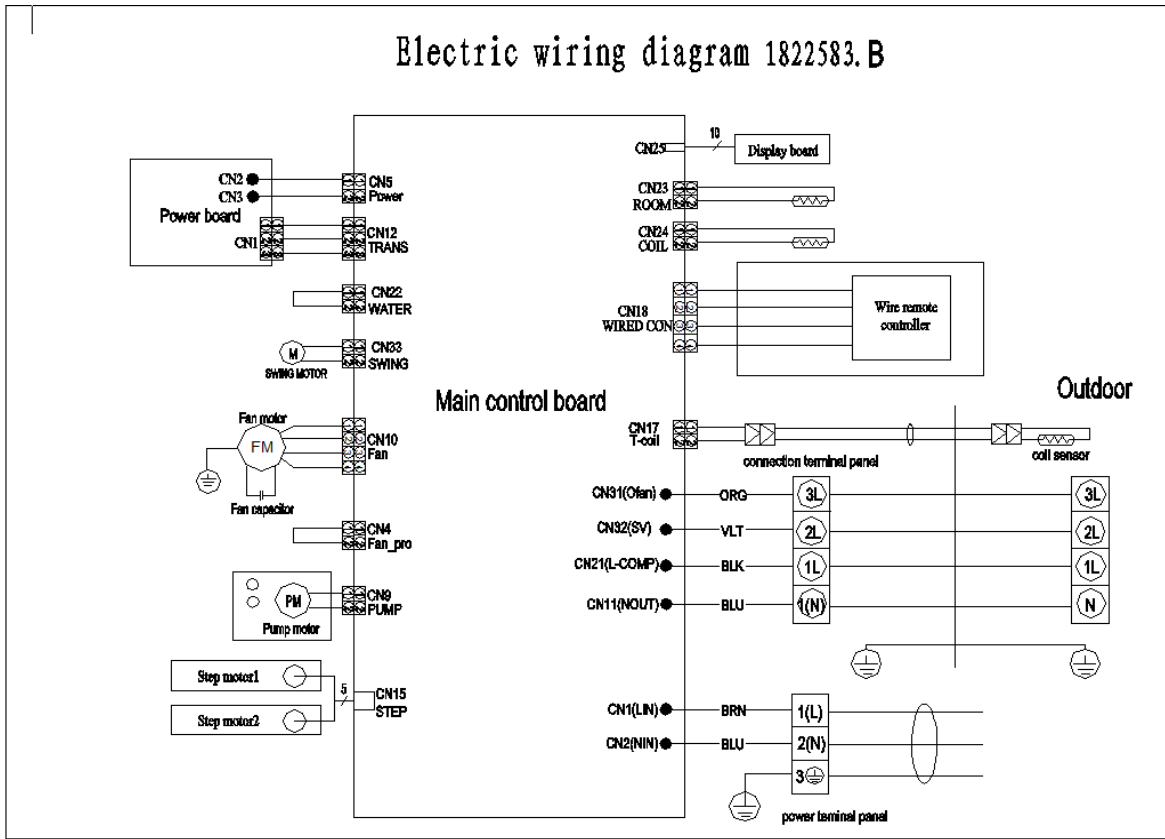 Electric wiring diagram 1822583.B
CN25
10
Display board
CN2
CN3
Power board
CN1
CN5
Power
CN12
TRANS
CN23
ROOM
CN24
COIL
CN22
WATER
CN18
WIRED CON
Wire remote
controller
M
SWING MOTOR
CN33
SWING
Main control board
Outdoor
Fan motor
FM
Fan capacitor
CN10
Fan
CN17
T-coil
connection terminal panel
coil sensor
CN31(Ofan)
ORG
3L
3L
CN4
Fan_pro
CN32(SV)
VLT
2L
2L
CN21(L-COMP)
BLK
1L
1L
PM
Pump motor
CN9
PUMP
CN11(NOUT)
BLU
1(N)
N
Step motor1
Step motor2
5
CN15
STEP
CN1(LIN)
BRN
1(L)
CN2(NIN)
BLU
2(N)
3
power teminal panel